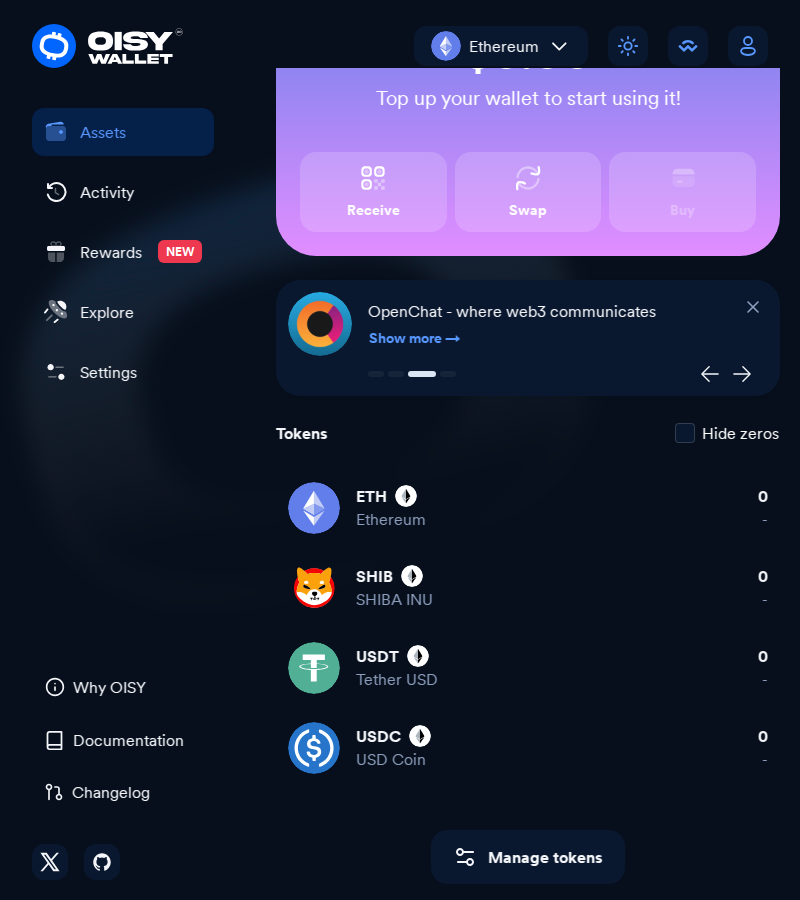 OISY
WALLET
Ethereum
Top up your wallet to start using it!
Assets
Activity
Rewards NEW
Explore
Settings
Receive
Swap
Buy
OpenChat - where web3 communicates
Show more →
Tokens
Hide zeros
ETH
Ethereum
0
-
SHIB
SHIBA INU
0
-
USDT
Tether USD
0
-
USDC
USD Coin
0
-
Why OISY
Documentation
Changelog
Manage tokens